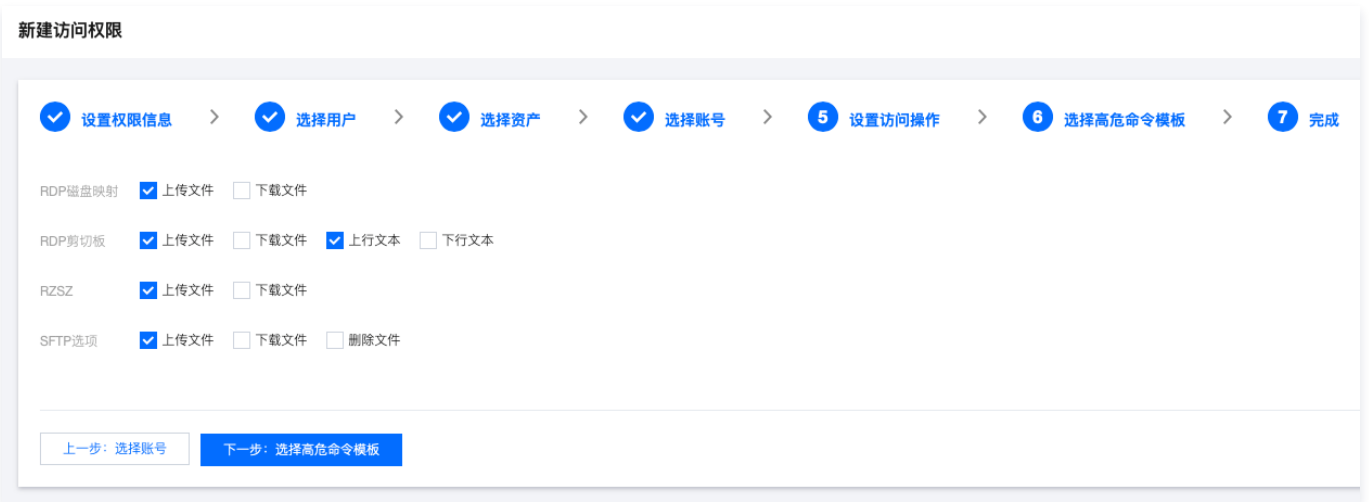 新建访问权限
设置权限信息 > 选择用户 > 选择资产 > 选择账号 > 5 设置访问操作 > 6 选择高危命令模板 > 7 完成
RDP磁盘映射 上传文件 下载文件
RDP剪切板 上传文件 下载文件 上行文本 下行文本
RZSZ 上传文件 下载文件
SFTP选项 上传文件 下载文件 删除文件
上一步：选择账号 下一步：选择高危命令模板